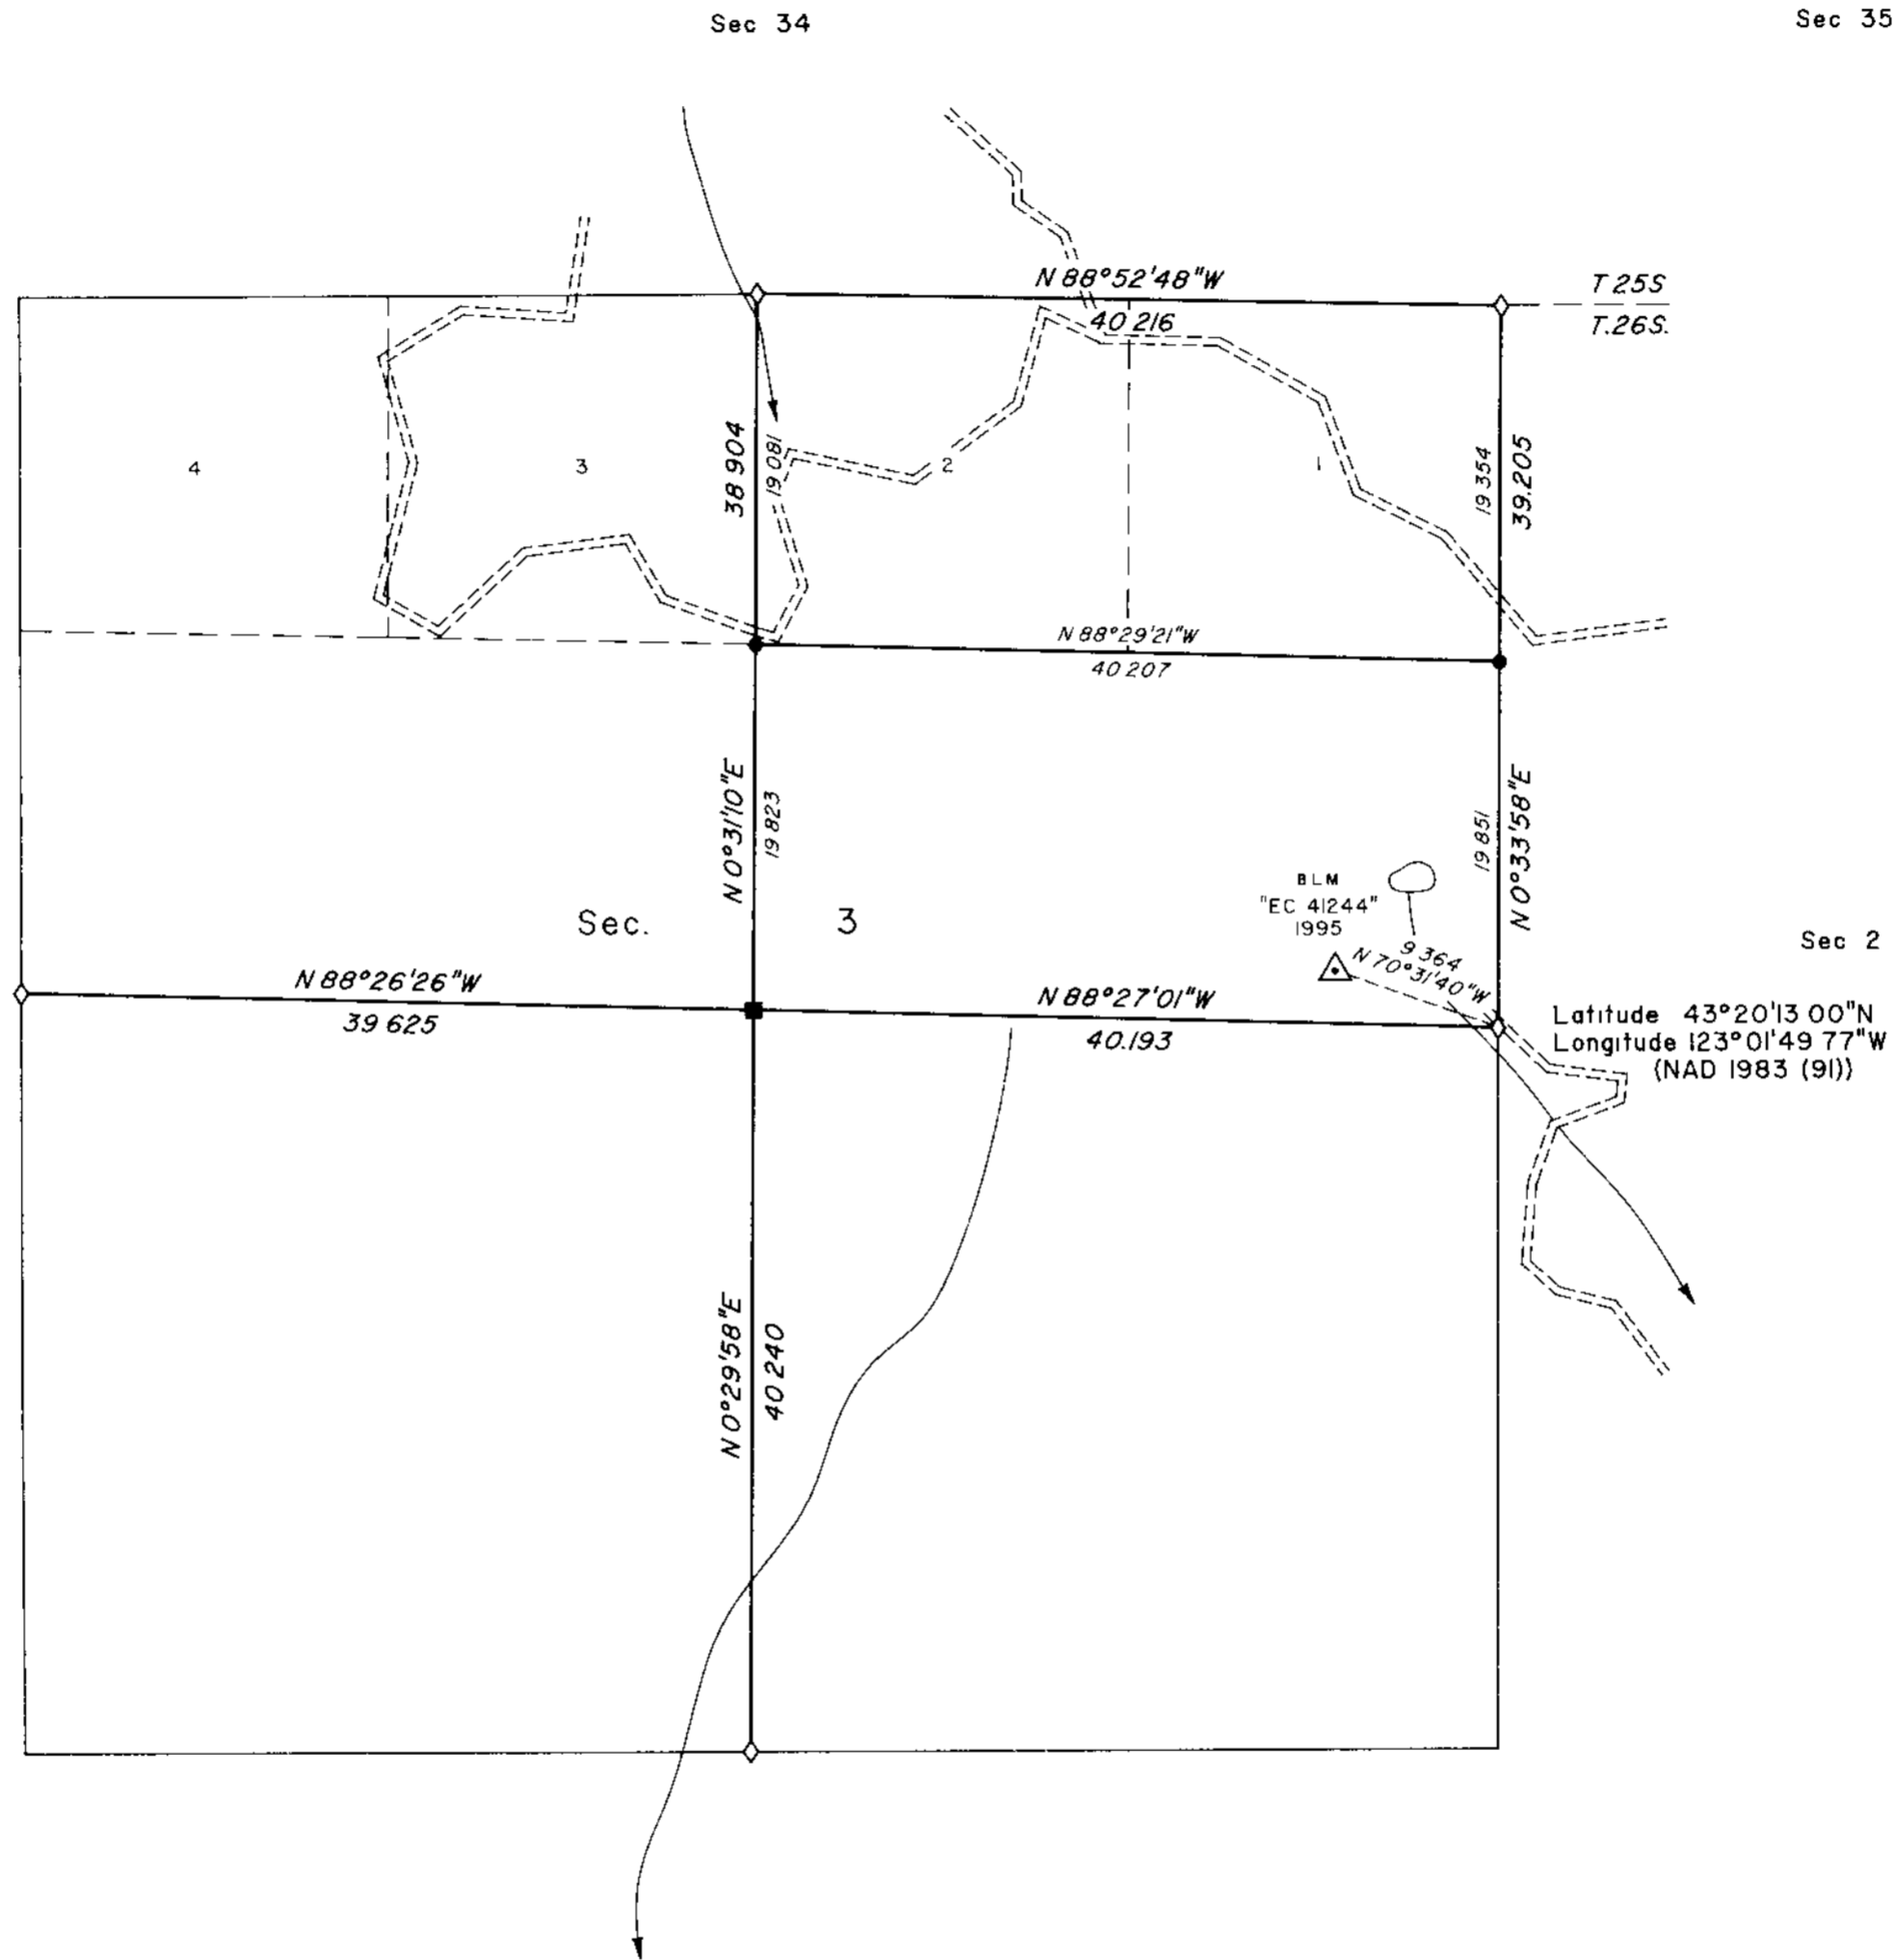 Sec 34
Sec 35
N 88°52'48"W
40 216
T 25S
T.26S.
4
3
2
1
38 904
19 081
19 354
39.205
N 88°29'21"W
40 207
N 0°31'10"E
19 823
19 851
N 0°33'58"E
BLM
"EC 41244"
1995
9 364
N 70°31'40"W
Sec. 3
Sec 2
N 88°26'26"W
39 625
N 88°27'01"W
40.193
Latitude 43°20'13 00"N
Longitude 123°01'49 77"W
(NAD 1983 (91))
N 0°29'58"E
40 240